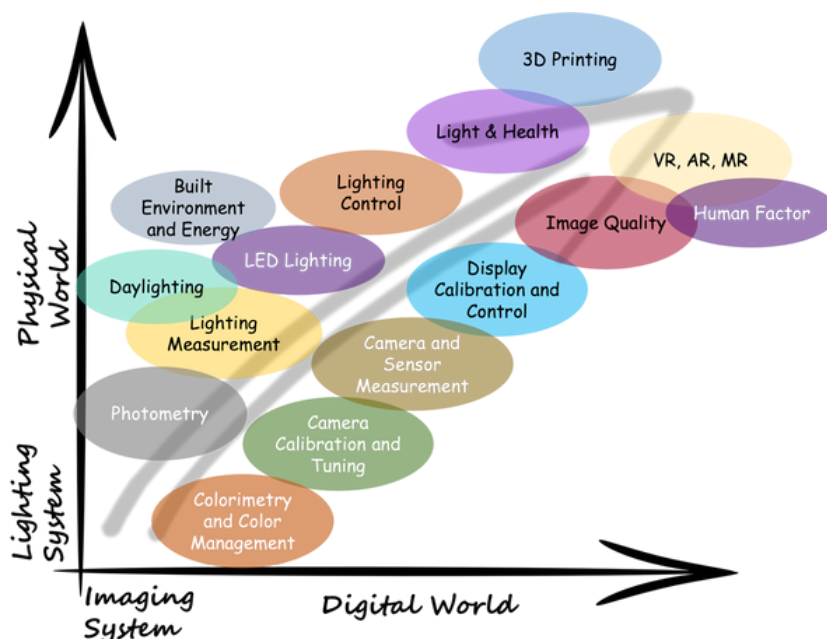 3D Printing
Light & Health
VR, AR, MR
Built
Environment
and Energy
Lighting
Control
Image Quality
Human Factor
LED Lighting
Daylighting
Display
Calibration and
Control
Lighting
Measurement
Camera and
Sensor
Measurement
Photometry
Camera
Calibration and
Tuning
Colorimetry
and Color
Management
Physical
World
Lighting
System
Imaging
System
Digital World